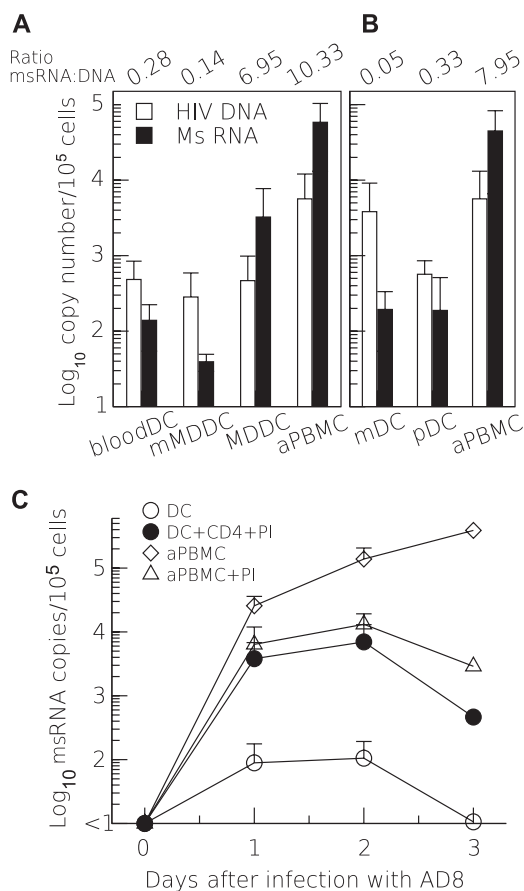 A
B
Ratio
msRNA:DNA
0.28
0.14
6.95
10.33
0.05
0.33
7.95
HIV DNA
Ms RNA
5
4
3
2
1
Log10 copy number/10^5 cells
bloodDC
mMDDC
MDDC
aPBMC
mDC
pDC
aPBMC
C
DC
DC+CD4+PI
aPBMC
aPBMC+PI
5
4
3
2
<1
Log10 msRNA copies/10^5 cells
0
1
2
3
Days after infection with AD8